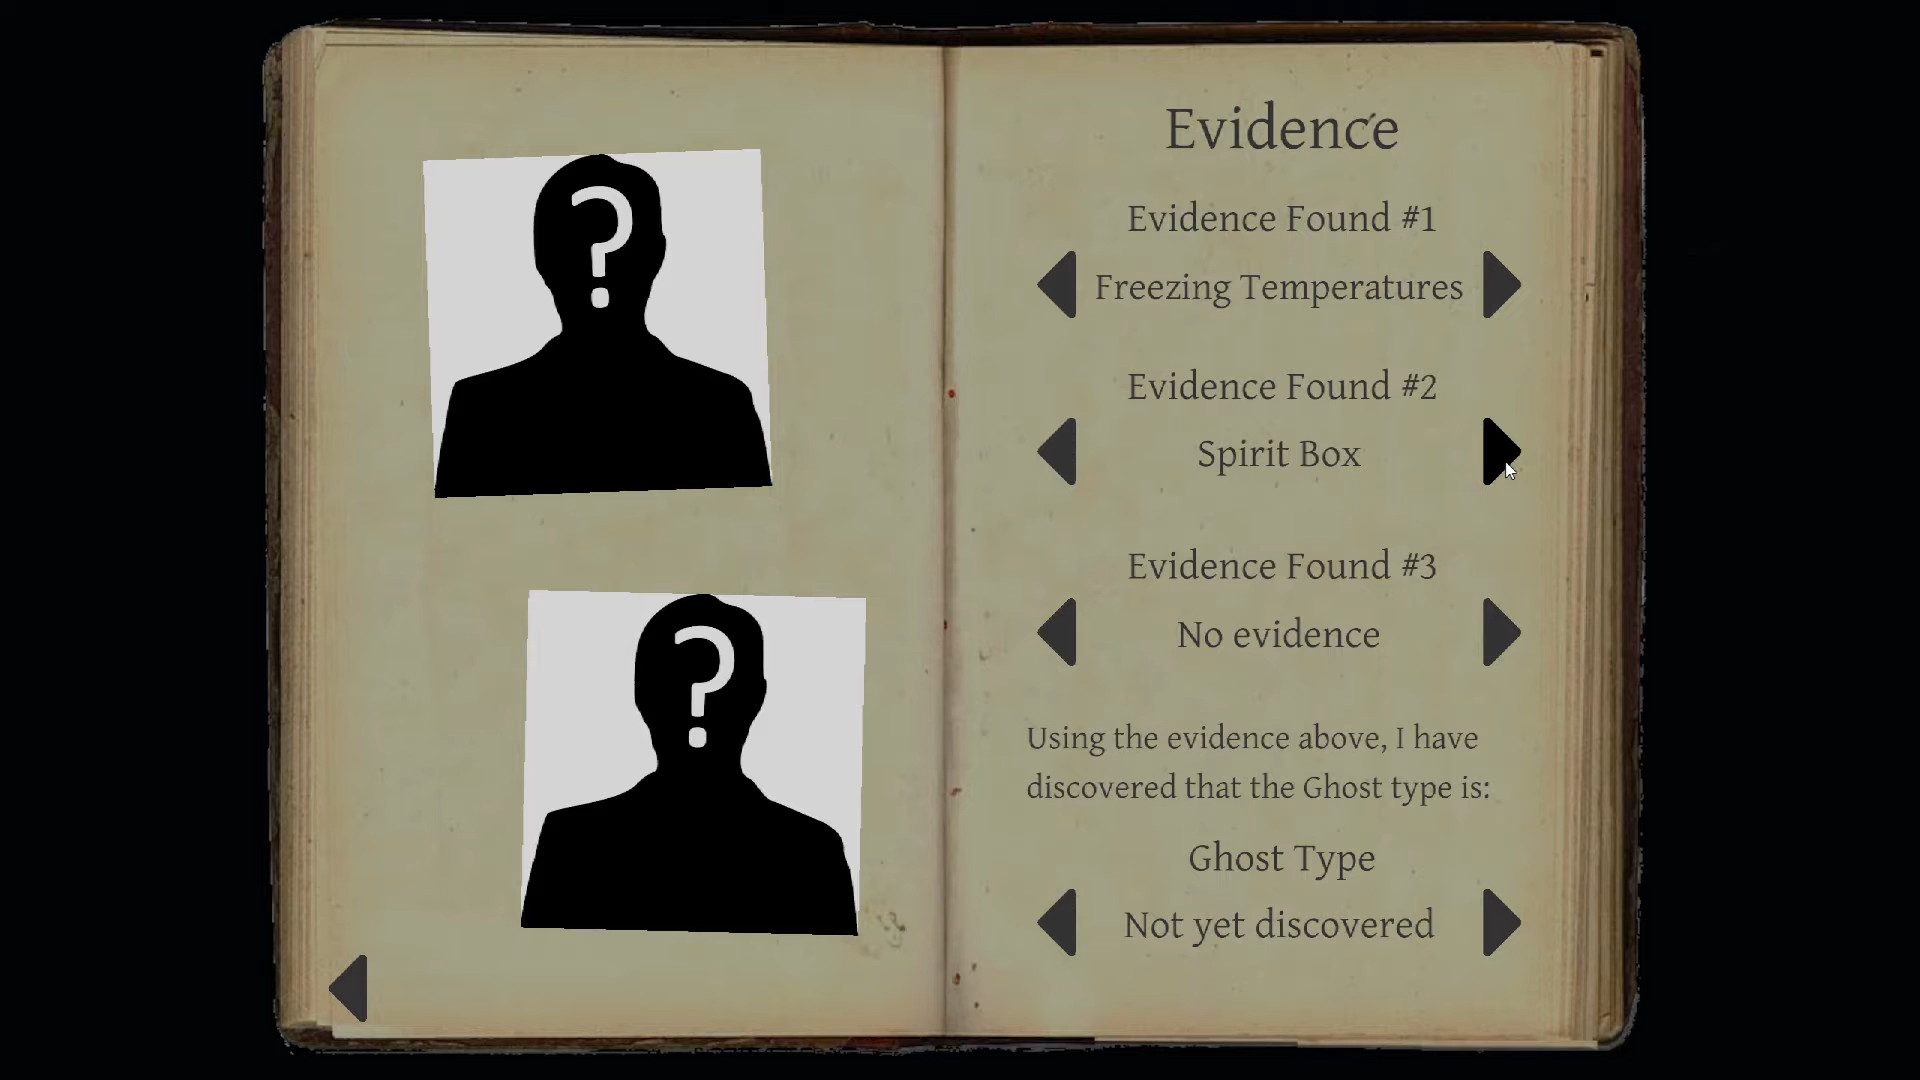 ?
?
Evidence
Evidence Found #1
Freezing Temperatures
Evidence Found #2
Spirit Box
Evidence Found #3
No evidence
Using the evidence above, I have
discovered that the Ghost type is:
Ghost Type
Not yet discovered